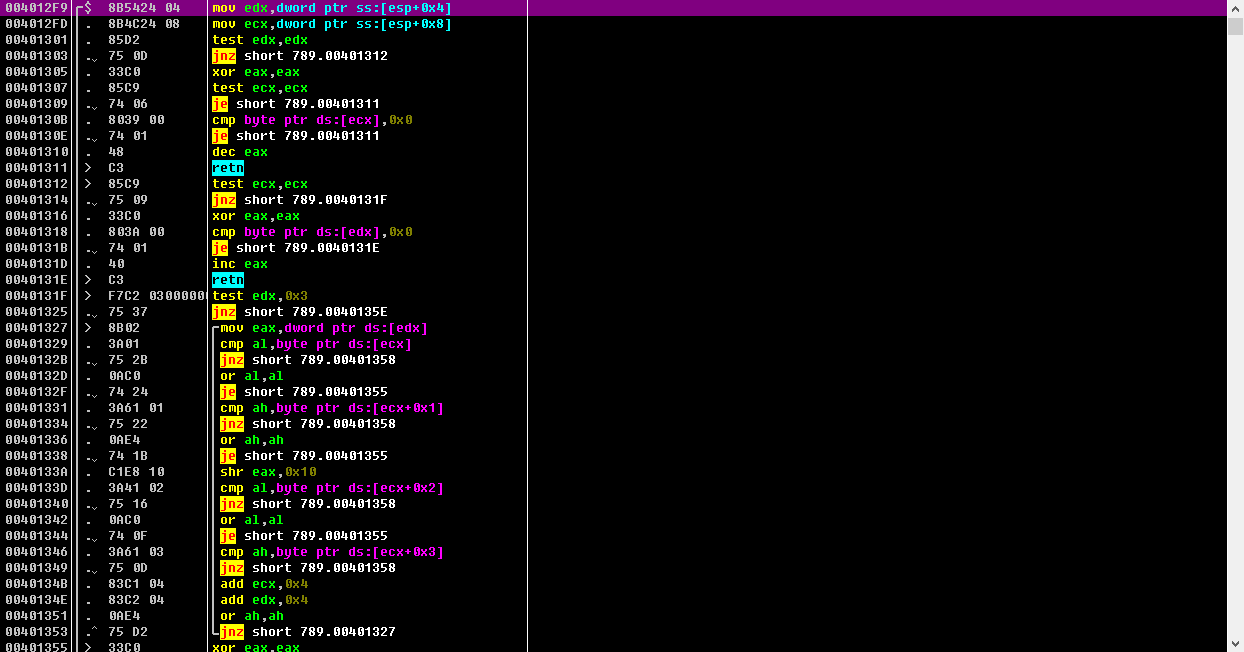 004012F9 $ 8B5424 04 mov edx,dword ptr ss:[esp+0x4]
004012FD . 8B4C24 08 mov ecx,dword ptr ss:[esp+0x8]
00401301 . 85D2 test edx,edx
00401303 .ˬ 75 0D jnz short 789.00401312
00401305 . 33C0 xor eax,eax
00401307 . 85C9 test ecx,ecx
00401309 .ˬ 74 06 je short 789.00401311
0040130B . 8039 00 cmp byte ptr ds:[ecx],0x0
0040130E .ˬ 74 01 je short 789.00401311
00401310 . 48 dec eax
00401311 > C3 retn
00401312 > 85C9 test ecx,ecx
00401314 .ˬ 75 09 jnz short 789.0040131F
00401316 . 33C0 xor eax,eax
00401318 . 803A 00 cmp byte ptr ds:[edx],0x0
0040131B .ˬ 74 01 je short 789.0040131E
0040131D . 40 inc eax
0040131E > C3 retn
0040131F > F7C2 0300000 test edx,0x3
00401325 .ˬ 75 37 jnz short 789.0040135E
00401327 > 8B02 mov eax,dword ptr ds:[edx]
00401329 . 3A01 cmp al,byte ptr ds:[ecx]
0040132B .ˬ 75 2B jnz short 789.00401358
0040132D . 0AC0 or al,al
0040132F .ˬ 74 24 je short 789.00401355
00401331 . 3A61 01 cmp ah,byte ptr ds:[ecx+0x1]
00401334 .ˬ 75 22 jnz short 789.00401358
00401336 . 0AE4 or ah,ah
00401338 .ˬ 74 1B je short 789.00401355
0040133A . C1E8 10 shr eax,0x10
0040133D . 3A41 02 cmp al,byte ptr ds:[ecx+0x2]
00401340 .ˬ 75 16 jnz short 789.00401358
00401342 . 0AC0 or al,al
00401344 .ˬ 74 0F je short 789.00401355
00401346 . 3A61 03 cmp ah,byte ptr ds:[ecx+0x3]
00401349 .ˬ 75 0D jnz short 789.00401358
0040134B . 83C1 04 add ecx,0x4
0040134E . 83C2 04 add edx,0x4
00401351 . 0AE4 or ah,ah
00401353 .^ 75 D2 jnz short 789.00401327
00401355 > 33C0 xor eax,eax